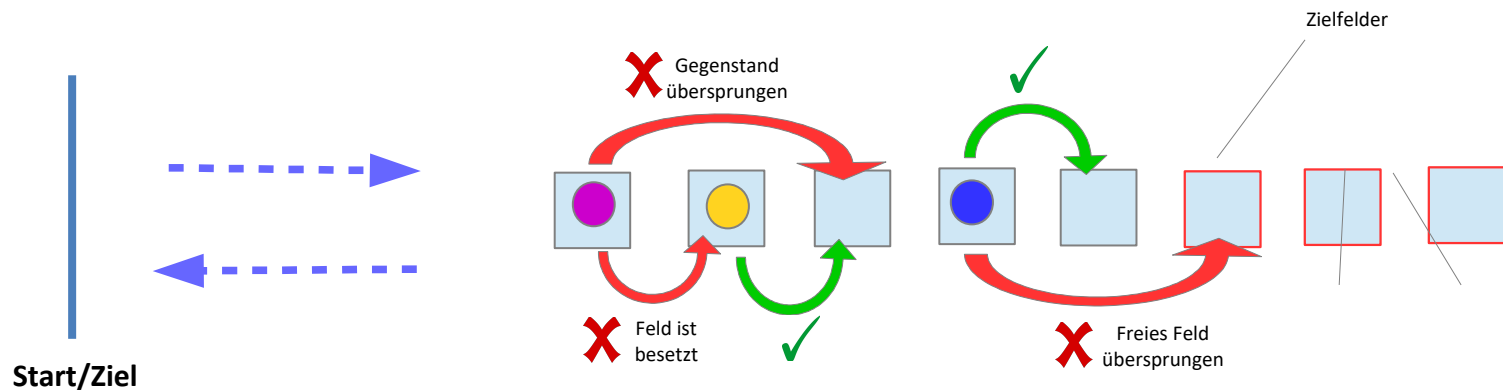 Zielfelder
Gegenstand
übersprungen
Feld ist
besetzt
Freies Feld
übersprungen
Start/Ziel